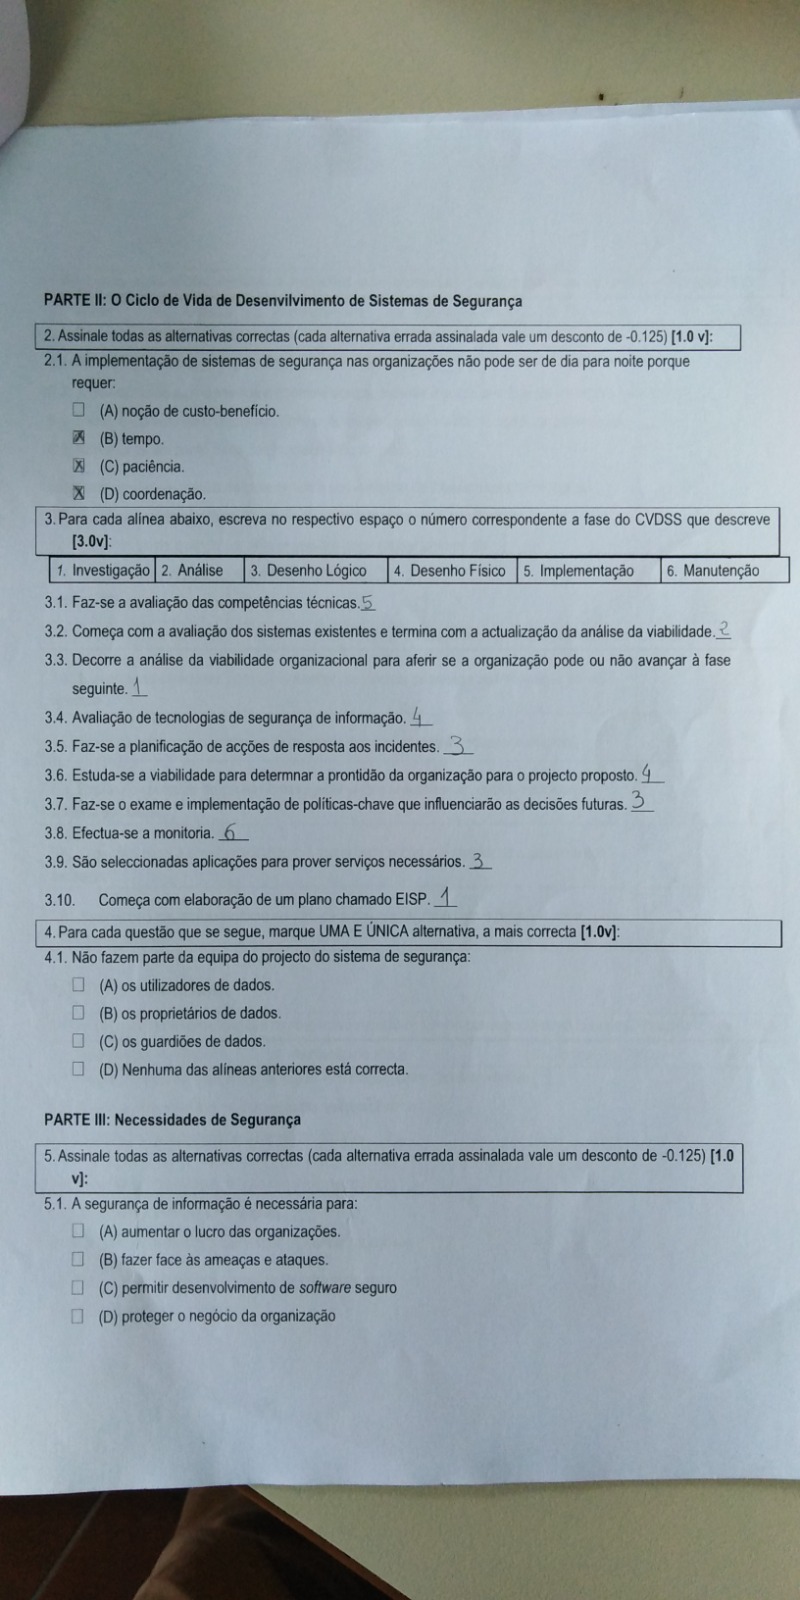 PARTE II: O Ciclo de Vida de Desenvilvimento de Sistemas de Segurança
2. Assinale todas as alternativas correctas (cada alternativa errada assinalada vale um desconto de -0.125) [1.0 v]:
2.1. A implementação de sistemas de segurança nas organizações não pode ser de dia para noite porque
requer:
☐ (A) noção de custo-benefício.
☒ (B) tempo.
☒ (C) paciência.
☒ (D) coordenação.
3. Para cada alínea abaixo, escreva no respectivo espaço o número correspondente a fase do CVDSS que descreve
[3.0v]:
1. Investigação 2. Análise 3. Desenho Lógico 4. Desenho Físico 5. Implementação 6. Manutenção
3.1. Faz-se a avaliação das competências técnicas. 5
3.2. Começa com a avaliação dos sistemas existentes e termina com a actualização da análise da viabilidade. 2
3.3. Decorre a análise da viabilidade organizacional para aferir se a organização pode ou não avançar à fase
seguinte. 1
3.4. Avaliação de tecnologias de segurança de informação. 4
3.5. Faz-se a planificação de acções de resposta aos incidentes. 3
3.6. Estuda-se a viabilidade para determnar a prontidão da organização para o projecto proposto. 4
3.7. Faz-se o exame e implementação de políticas-chave que influenciarão as decisões futuras. 3
3.8. Efectua-se a monitoria. 6
3.9. São seleccionadas aplicações para prover serviços necessários. 3
3.10. Começa com elaboração de um plano chamado EISP. 1
4. Para cada questão que se segue, marque UMA E ÚNICA alternativa, a mais correcta [1.0v]:
4.1. Não fazem parte da equipa do projecto do sistema de segurança:
☐ (A) os utilizadores de dados.
☐ (B) os proprietários de dados.
☐ (C) os guardiões de dados.
☐ (D) Nenhuma das alíneas anteriores está correcta.
PARTE III: Necessidades de Segurança
5. Assinale todas as alternativas correctas (cada alternativa errada assinalada vale um desconto de -0.125) [1.0
v]:
5.1. A segurança de informação é necessária para:
☐ (A) aumentar o lucro das organizações.
☐ (B) fazer face às ameaças e ataques.
☐ (C) permitir desenvolvimento de software seguro
☐ (D) proteger o negócio da organização